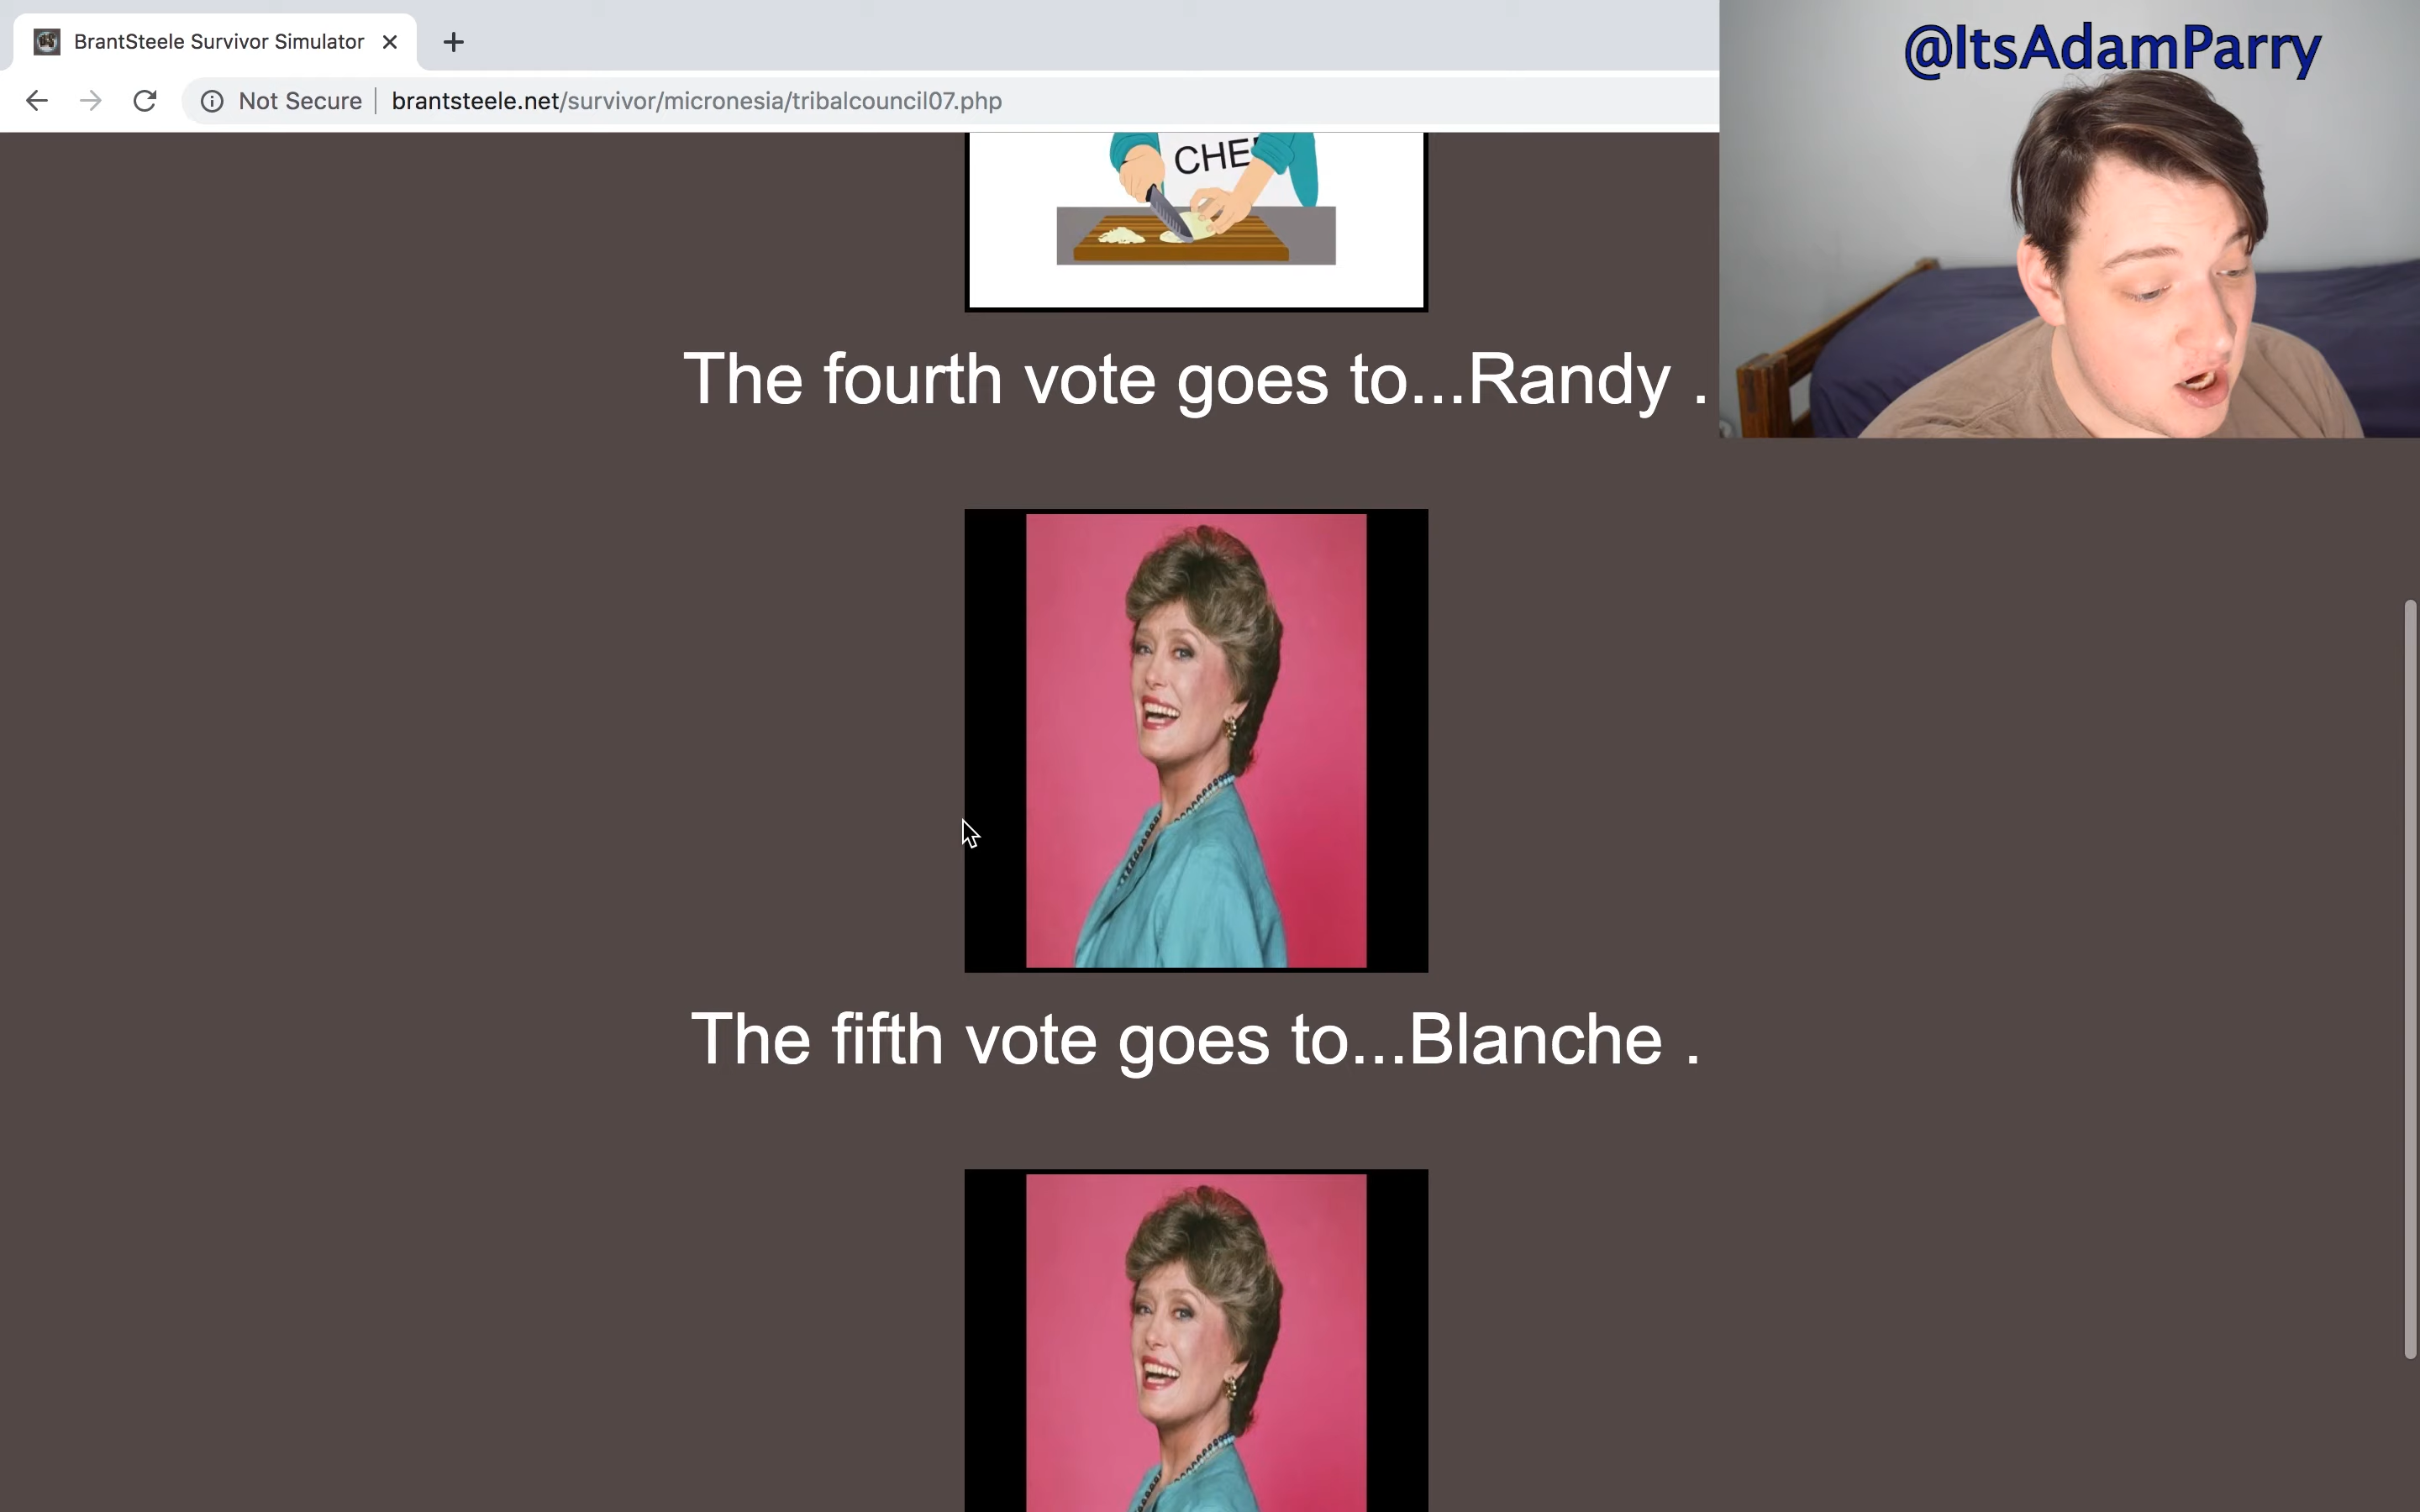 BrantSteele Survivor Simulator
@ItsAdamParry
Not Secure
brantsteele.net/survivor/micronesia/tribalcouncil07.php
The fourth vote goes to...Randy .
The fifth vote goes to...Blanche .